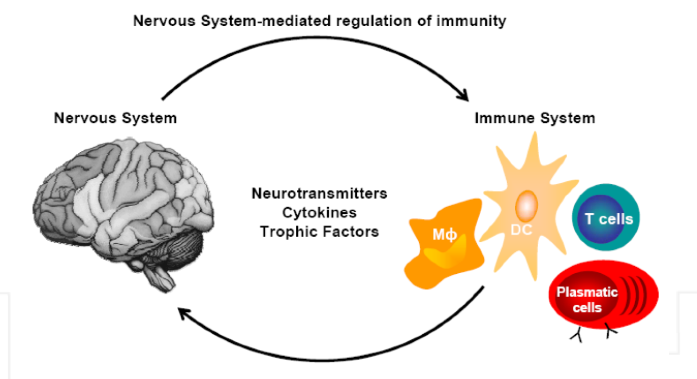 Nervous System-mediated regulation of immunity
Nervous System
Immune System
Neurotransmitters
Cytokines
Trophic Factors
MΦ
DC
T cells
Plasmatic
cells